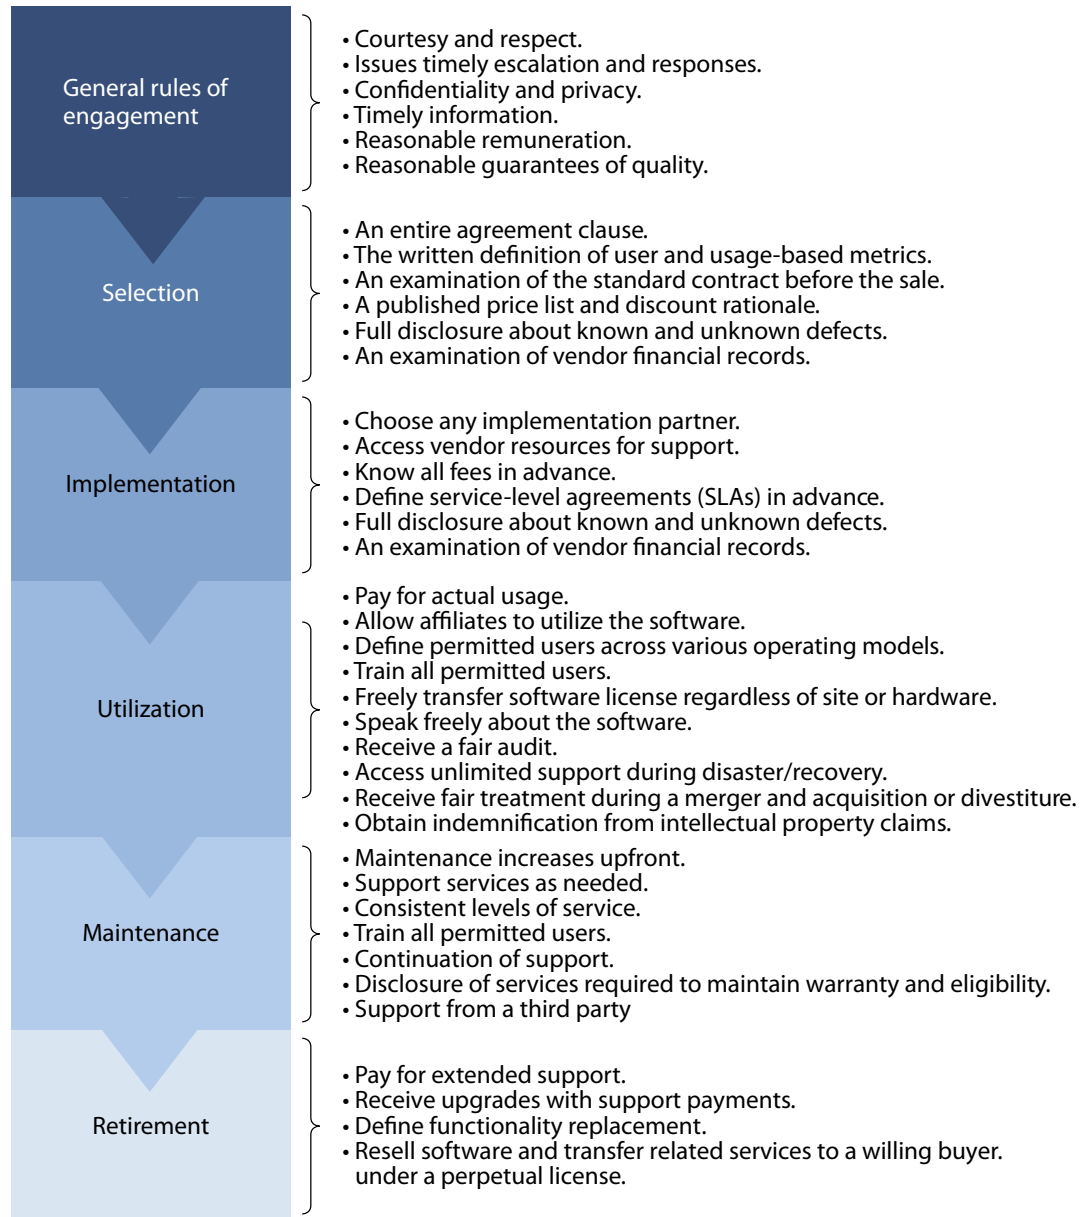 General rules of
engagement
• Courtesy and respect.
• Issues timely escalation and responses.
• Confidentiality and privacy.
• Timely information.
• Reasonable remuneration.
• Reasonable guarantees of quality.
Selection
• An entire agreement clause.
• The written definition of user and usage-based metrics.
• An examination of the standard contract before the sale.
• A published price list and discount rationale.
• Full disclosure about known and unknown defects.
• An examination of vendor financial records.
Implementation
• Choose any implementation partner.
• Access vendor resources for support.
• Know all fees in advance.
• Define service-level agreements (SLAs) in advance.
• Full disclosure about known and unknown defects.
• An examination of vendor financial records.
Utilization
• Pay for actual usage.
• Allow affiliates to utilize the software.
• Define permitted users across various operating models.
• Train all permitted users.
• Freely transfer software license regardless of site or hardware.
• Speak freely about the software.
• Receive a fair audit.
• Access unlimited support during disaster/recovery.
• Receive fair treatment during a merger and acquisition or divestiture.
• Obtain indemnification from intellectual property claims.
Maintenance
• Maintenance increases upfront.
• Support services as needed.
• Consistent levels of service.
• Train all permitted users.
• Continuation of support.
• Disclosure of services required to maintain warranty and eligibility.
• Support from a third party
Retirement
• Pay for extended support.
• Receive upgrades with support payments.
• Define functionality replacement.
• Resell software and transfer related services to a willing buyer.
under a perpetual license.